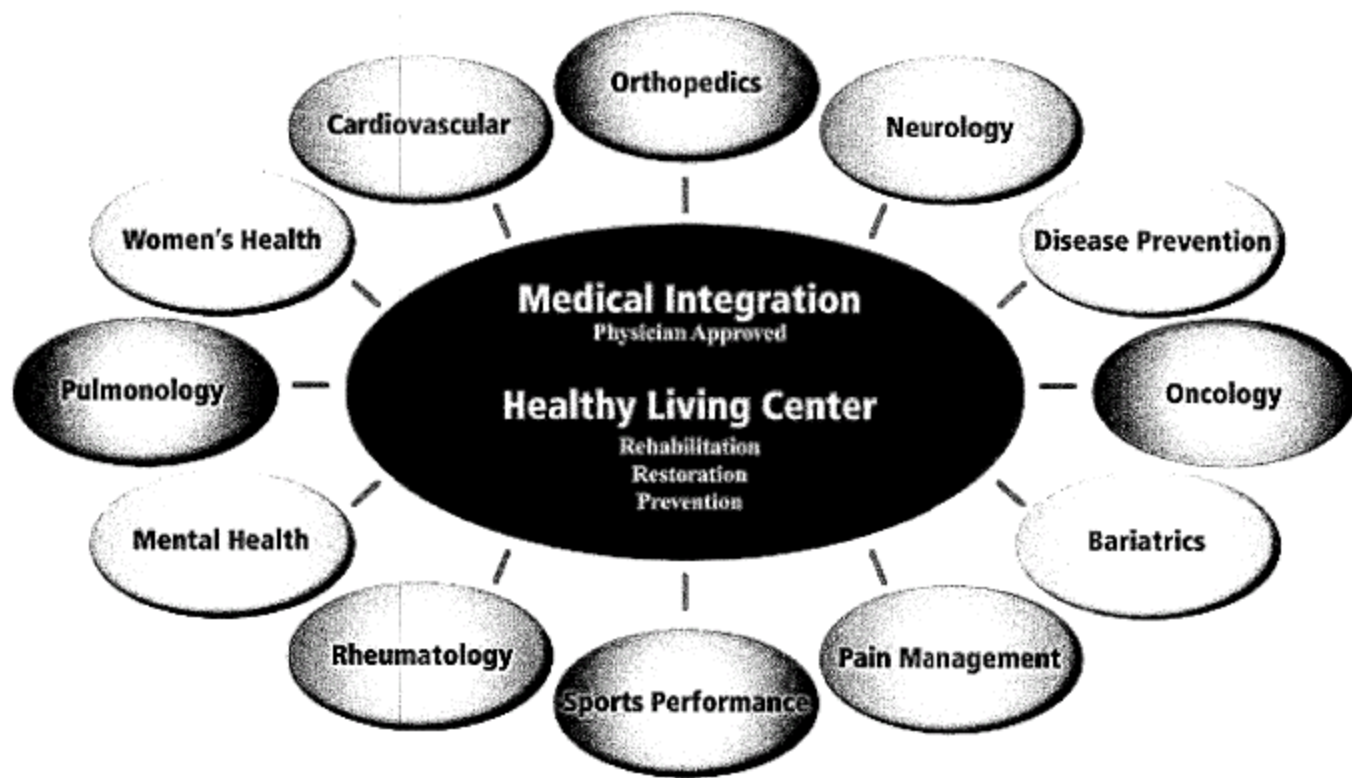 Orthopedics
Cardiovascular
Neurology
Women's Health
Disease Prevention
Medical Integration
Physician Approved
Pulmonology
Oncology
Healthy Living Center
Rehabilitation
Restoration
Prevention
Mental Health
Bariatrics
Rheumatology
Pain Management
Sports Performance